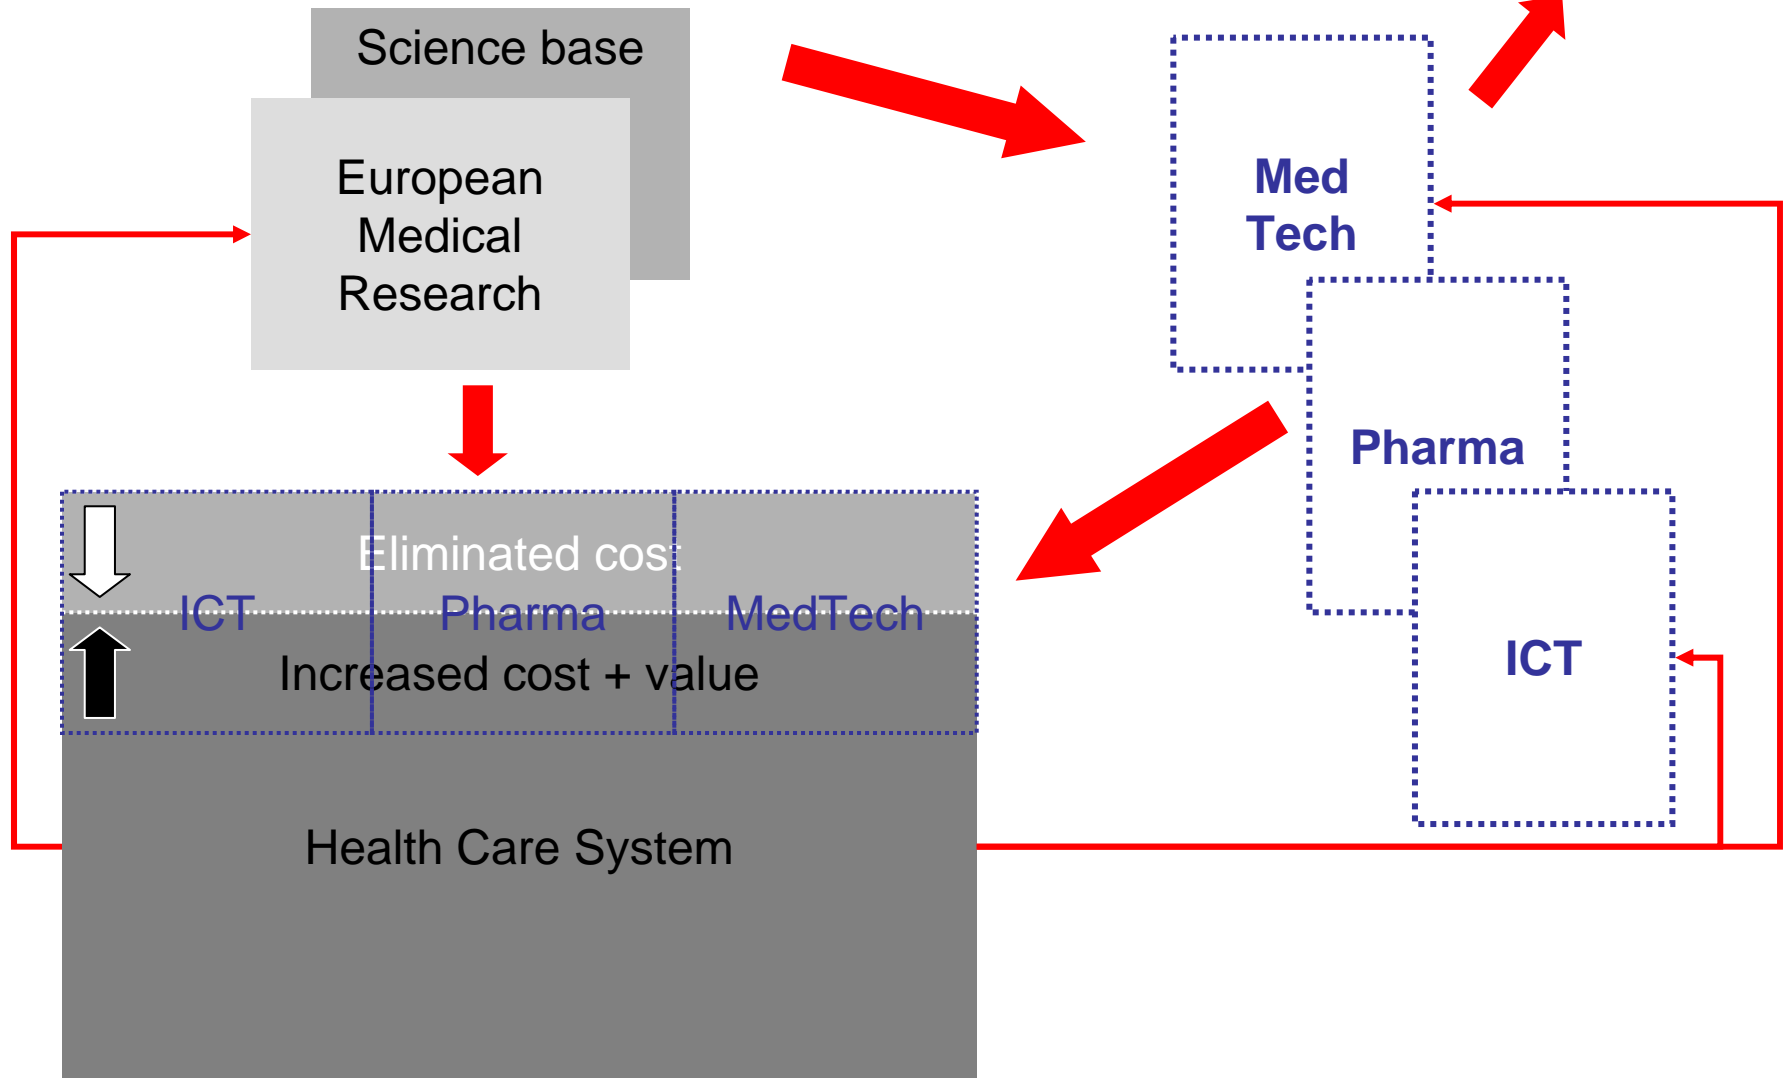 Science base
European
Medical
Research
Med
Tech
Pharma
ICT
Eliminated cost
ICT Pharma MedTech
Increased cost + value
Health Care System